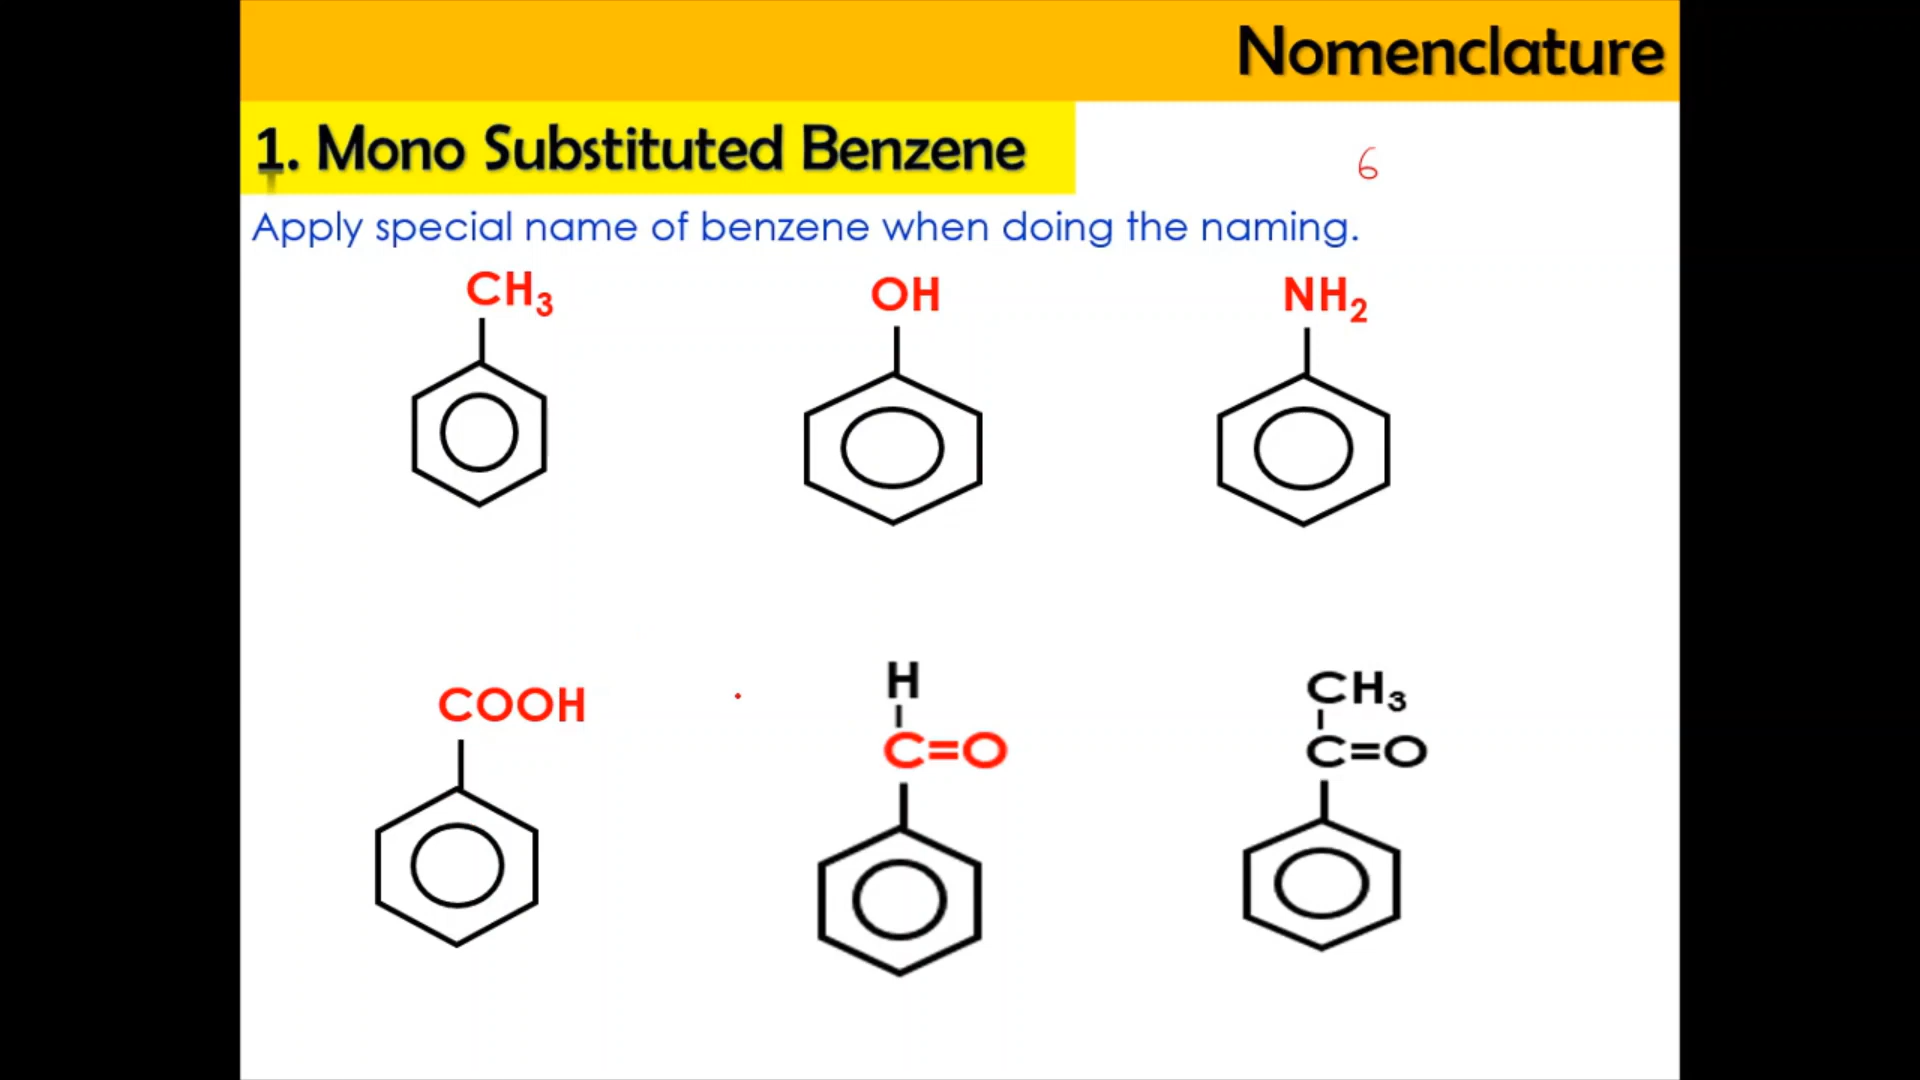 Nomenclature
1. Mono Substituted Benzene
6
Apply special name of benzene when doing the naming.
CH₃
OH
NH₂
COOH
H
C=O
CH₃
C=O